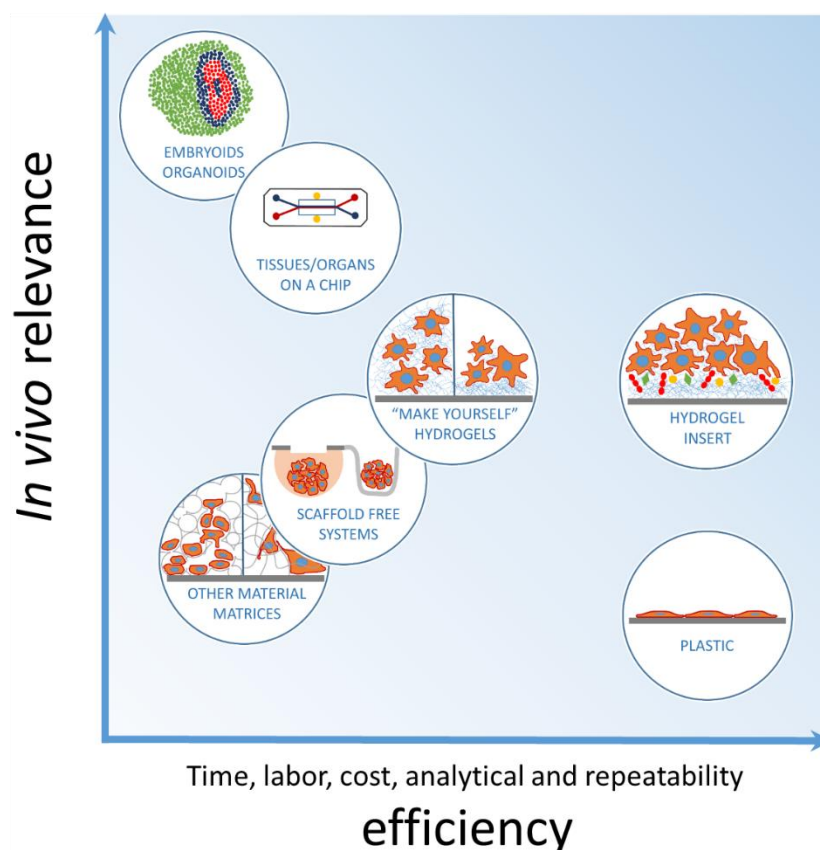 In vivo relevance
EMBRYOIDS
ORGANOIDS
TISSUES/ORGANS
ON A CHIP
“MAKE YOURSELF”
HYDROGELS
HYDROGEL
INSERT
SCAFFOLD FREE
SYSTEMS
OTHER MATERIAL
MATRICES
PLASTIC
Time, labor, cost, analytical and repeatability
efficiency